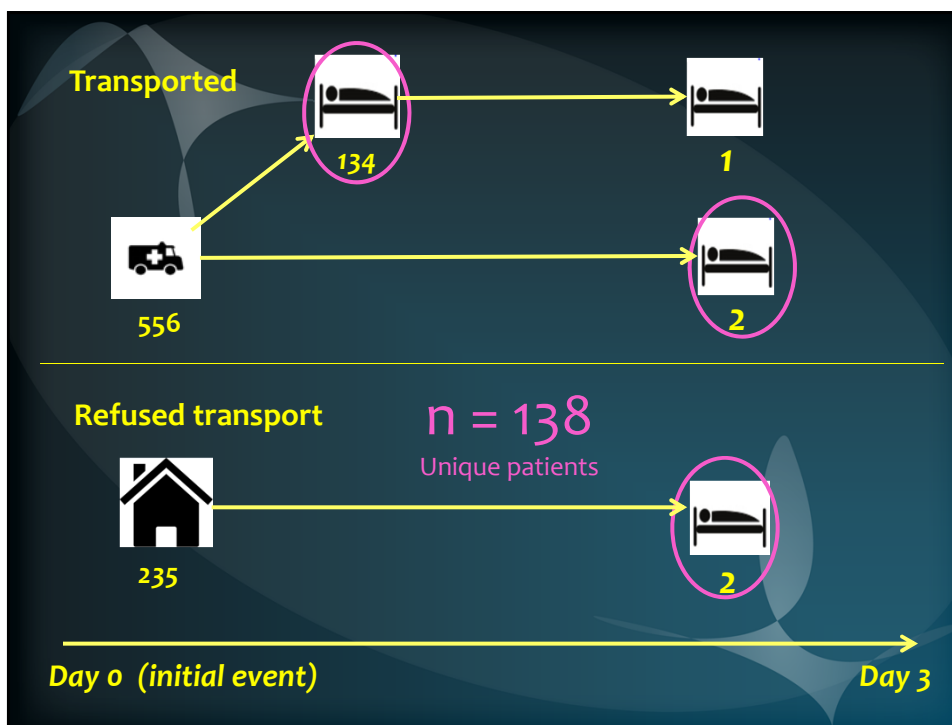 Transported
134
1
556
2
Refused transport
n = 138
Unique patients
235
2
Day 0 (initial event)
Day 3